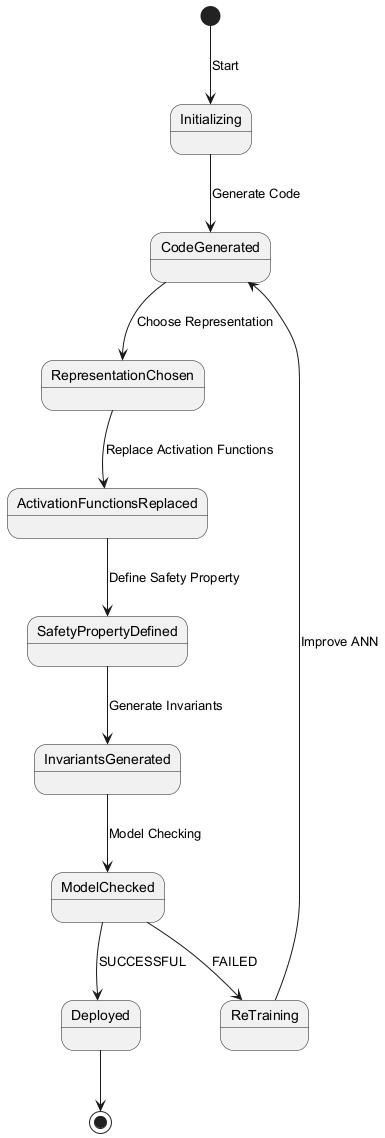 Start
Initializing
Generate Code
CodeGenerated
Choose Representation
RepresentationChosen
Replace Activation Functions
ActivationFunctionsReplaced
Define Safety Property
SafetyPropertyDefined
Improve ANN
Generate Invariants
InvariantsGenerated
Model Checking
ModelChecked
SUCCESSFUL
FAILED
Deployed
ReTraining